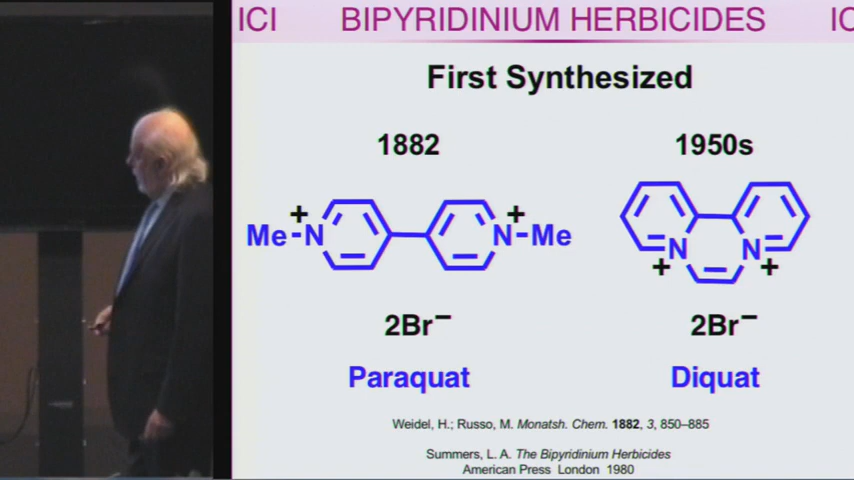 ICI BIPYRIDINIUM HERBICIDES IC
First Synthesized
1882 1950s
+ +
Me-N N-Me
N N
+ +
2Br− 2Br−
Paraquat Diquat
Weidel, H.; Russo, M. Monatsh. Chem. 1882, 3, 850–885
Summers, L. A. The Bipyridinium Herbicides
American Press London 1980